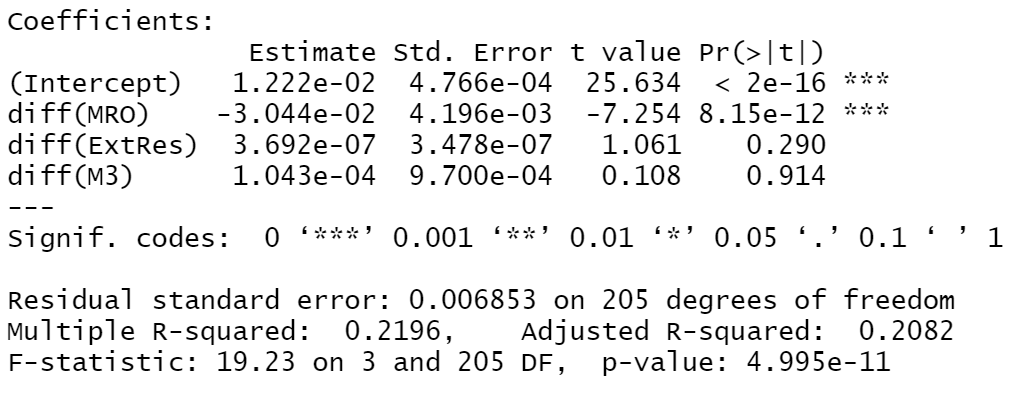 Coefficients:
Estimate Std. Error t value Pr(>|t|)
(Intercept) 1.222e-02 4.766e-04 25.634 < 2e-16 ***
diff(MRO) -3.044e-02 4.196e-03 -7.254 8.15e-12 ***
diff(ExtRes) 3.692e-07 3.478e-07 1.061 0.290
diff(M3) 1.043e-04 9.700e-04 0.108 0.914
---
Signif. codes: 0 ‘***’ 0.001 ‘**’ 0.01 ‘*’ 0.05 ‘.’ 0.1 ‘ ’ 1
Residual standard error: 0.006853 on 205 degrees of freedom
Multiple R-squared: 0.2196, Adjusted R-squared: 0.2082
F-statistic: 19.23 on 3 and 205 DF, p-value: 4.995e-11